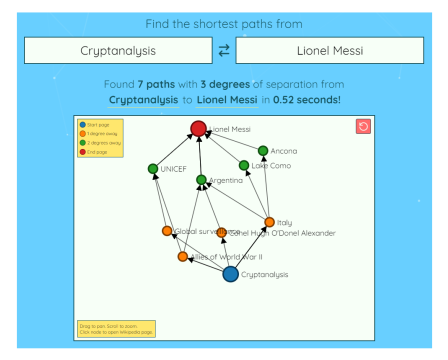 Find the shortest paths from
Cryptanalysis
Lionel Messi
Found 7 paths with 3 degrees of separation from
Cryptanalysis to Lionel Messi in 0.52 seconds!
Start page
1 degree away
2 degrees away
End page
Lionel Messi
Ancona
Lake Como
UNICEF
Argentina
Italy
Global surveillance
Conel Hugh O'Donel Alexander
Allies of World War II
Cryptanalysis
Drag to pan. Scroll to zoom.
Click node to open Wikipedia page.